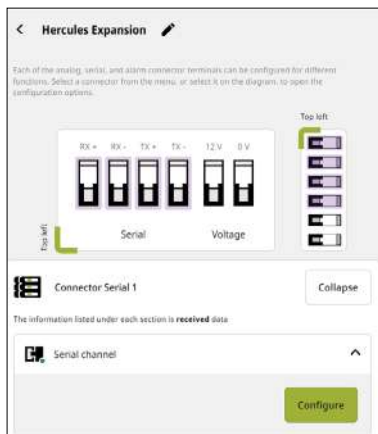 Hercules Expansion
Each of the analog, serial, and alarm connector terminals can be configured for different
functions. Select a connector from the menu, or select it on the diagram, to open the
configuration options.
Top left
RX + RX - TX + TX - 12 V 0 V
Top left
Serial Voltage
Connector Serial 1
Collapse
The information listed under each section is received data
Serial channel
Configure